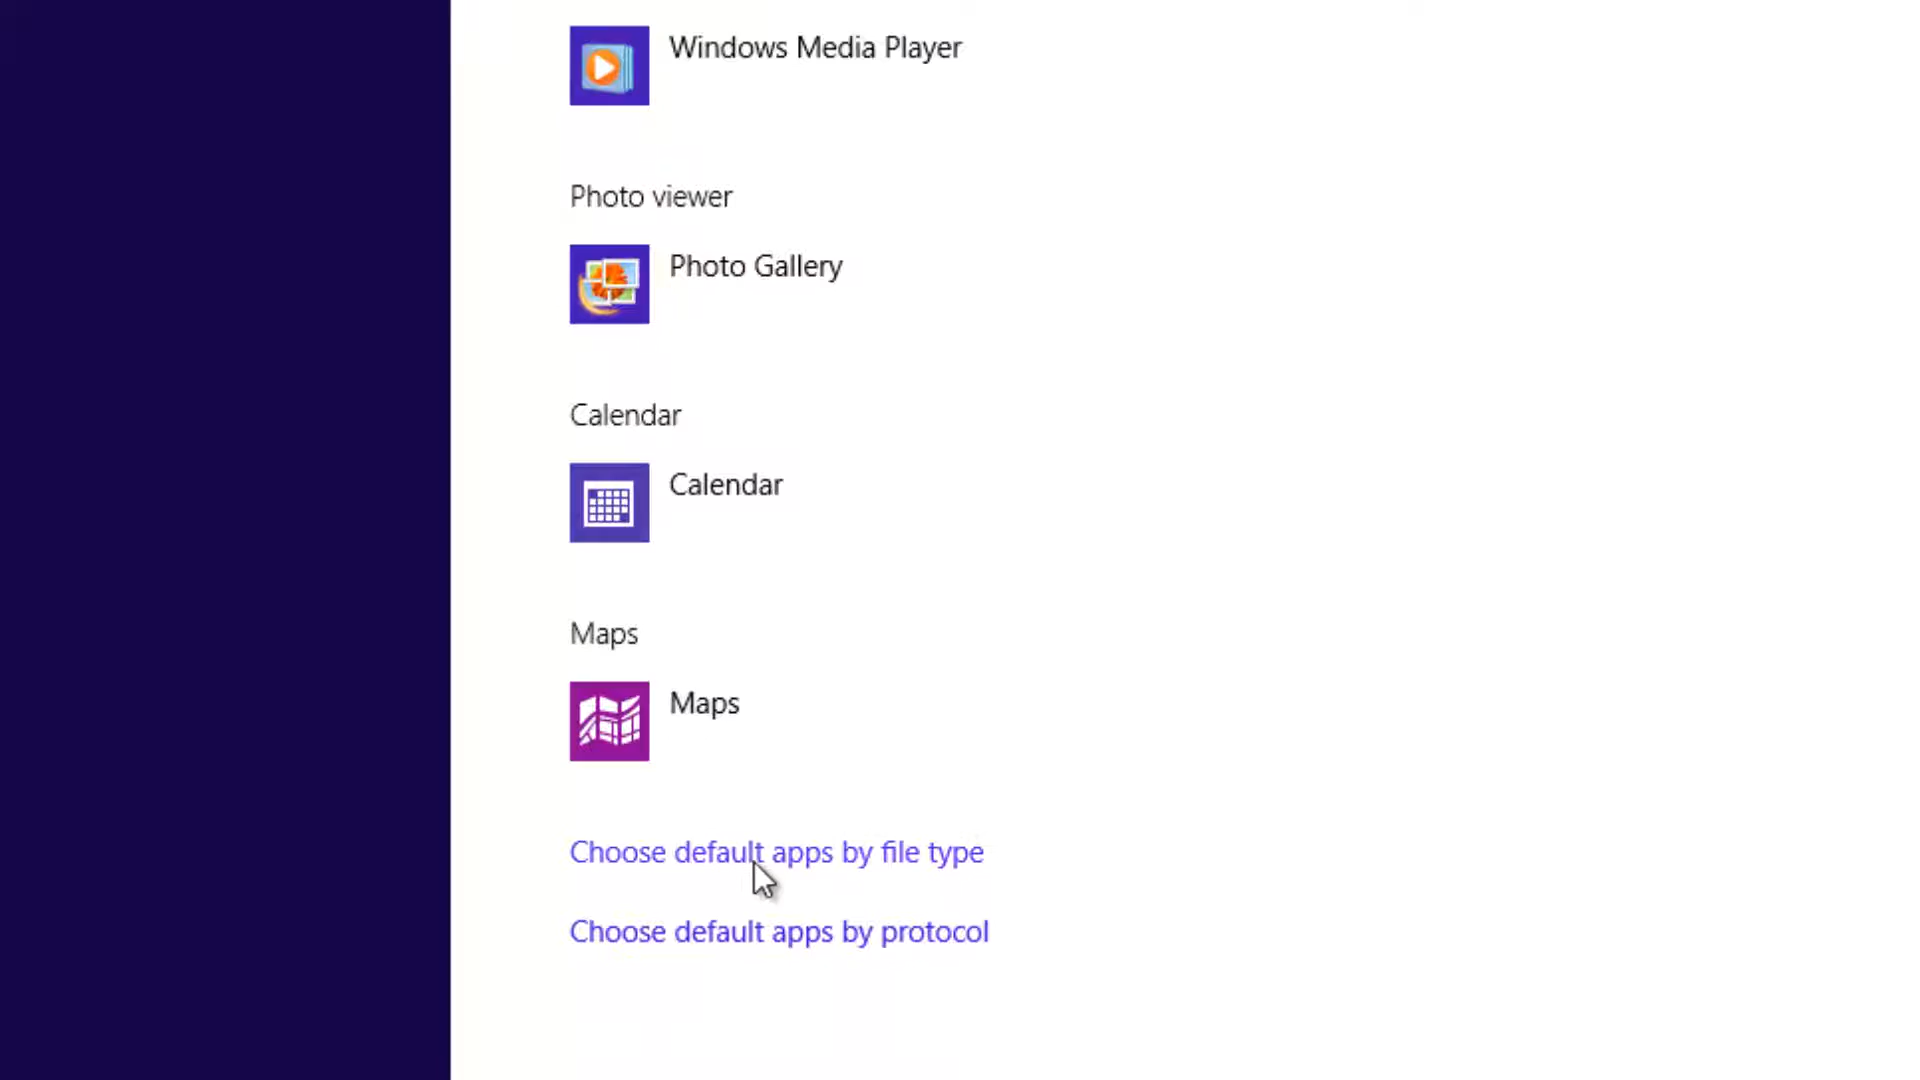 Windows Media Player
Photo viewer
Photo Gallery
Calendar
Calendar
Maps
Maps
Choose default apps by file type
Choose default apps by protocol